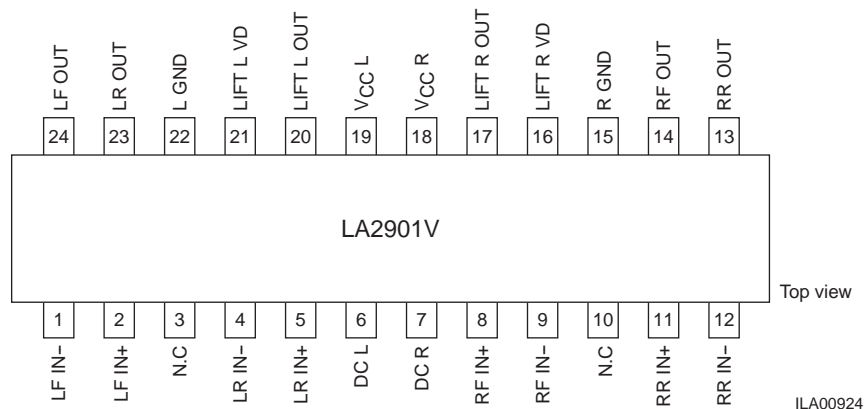 LF OUT
LR OUT
L GND
LIFT L VD
LIFT L OUT
VCC L
VCC R
LIFT R OUT
LIFT R VD
R GND
RF OUT
RR OUT
24 23 22 21 20 19 18 17 16 15 14 13
LA2901V
Top view
1 2 3 4 5 6 7 8 9 10 11 12
LF IN−
LF IN+
N.C
LR IN−
LR IN+
DC L
DC R
RF IN+
RF IN−
N.C
RR IN+
RR IN−
ILA00924